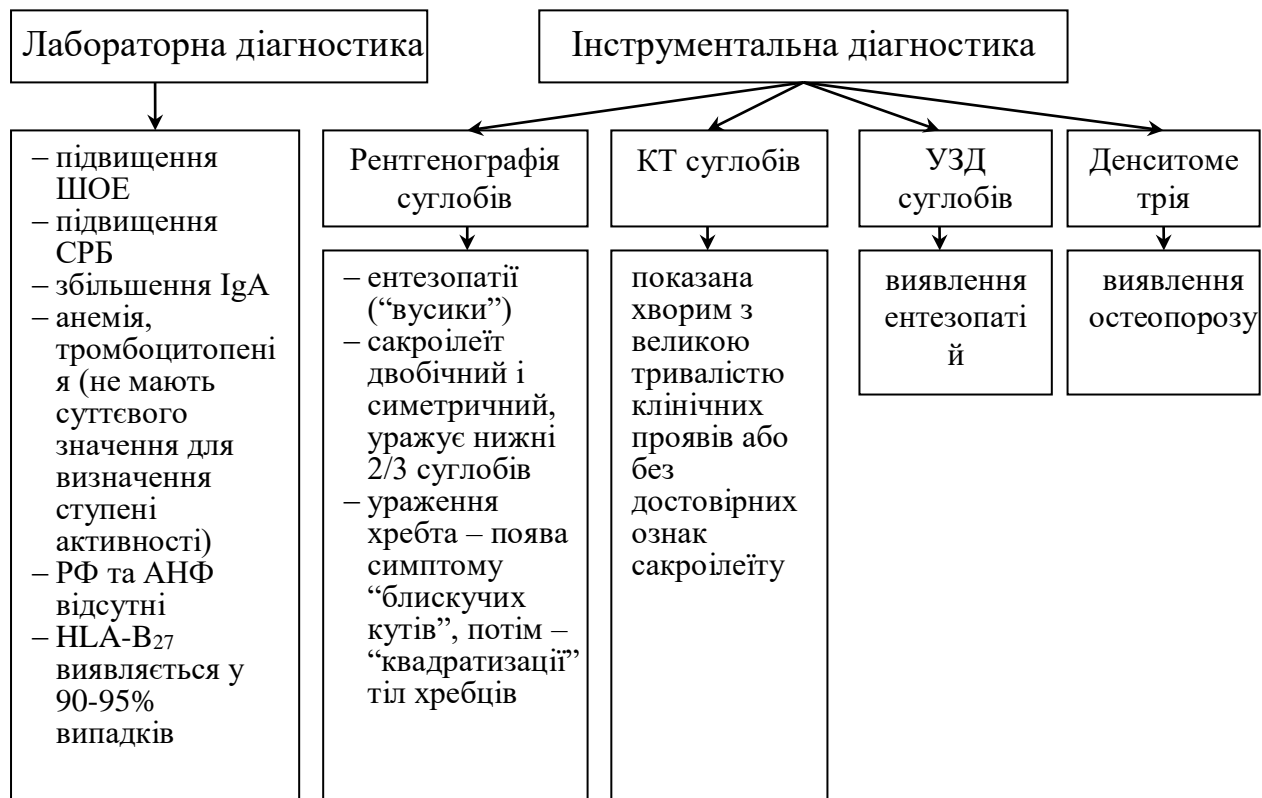 Лабораторна діагностика
– підвищення
ШОЕ
– підвищення
СРБ
– збільшення IgA
– анемія,
тромбоцитопені
я (не мають
суттєвого
значення для
визначення
ступені
активності)
– РФ та АНФ
відсутні
– HLA-B27
виявляється у
90-95%
випадків
Інструментальна діагностика
Рентгенографія
суглобів
– ентезопатії
(“вусики”)
– сакроілеїт
двобічний і
симетричний,
уражує нижні
2/3 суглобів
– ураження
хребта – поява
симптому
“блискучих
кутів”, потім –
“квадратизації”
тіл хребців
КТ суглобів
показана
хворим з
великою
тривалістю
клінічних
проявів або
без
достовірних
ознак
сакроілеїту
УЗД
суглобів
виявлення
ентезопаті
й
Денситоме
трія
виявлення
остеопорозу